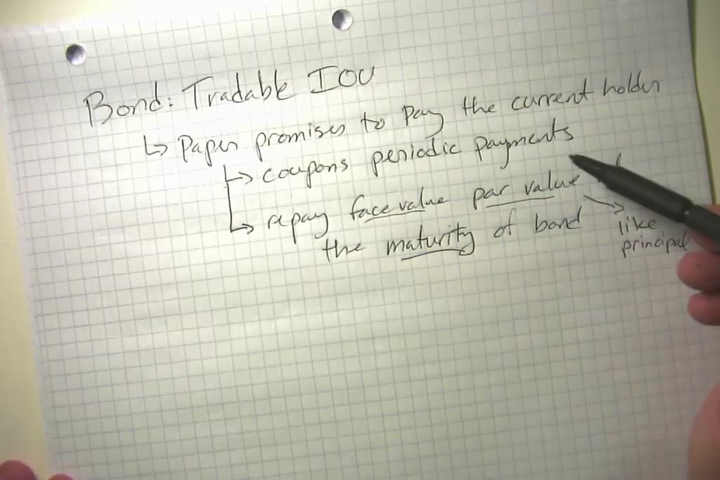 Bond: Tradable IOU
↳ Paper promises to pay the current holder
↳ coupons periodic payments
↳ repay face value par value
the maturity of bond
like
principal